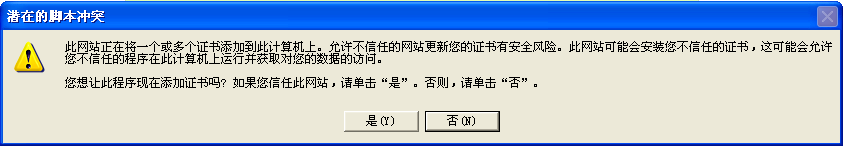 潜在的脚本冲突
此网站正在将一个或多个证书添加到此计算机上。允许不信任的网站更新您的证书有安全风险。此网站可能会安装您不信任的证书，这可能会允许
您不信任的程序在此计算机上运行并获取对您的数据的访问。
您想让此程序现在添加证书吗? 如果您信任此网站，请单击“是”。否则，请单击“否”。
是(Y)
否(N)